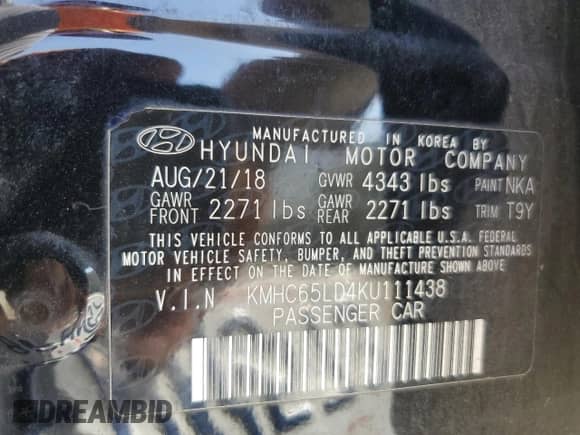 MANUFACTURED IN KOREA BY
HYUNDAI MOTOR COMPANY
AUG/21/18 GVWR 4343 lbs PAINT NKA
GAWR FRONT 2271 lbs GAWR REAR 2271 lbs TRIM T9Y
THIS VEHICLE CONFORMS TO ALL APPLICABLE U.S.A. FEDERAL
MOTOR VEHICLE SAFETY, BUMPER, AND THEFT PREVENTION STANDARDS
IN EFFECT ON THE DATE OF MANUFACTURE SHOWN ABOVE
V.I.N KMHC65LD4KU111438
PASSENGER CAR
DREAMBID